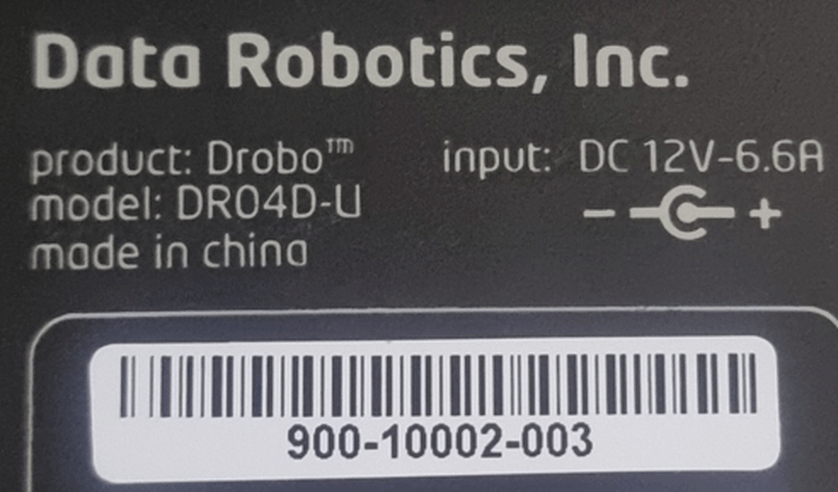 Data Robotics, Inc.
product: Drobo™ input: DC 12V-6.6A
model: DR04D-U - +
made in china
900-10002-003